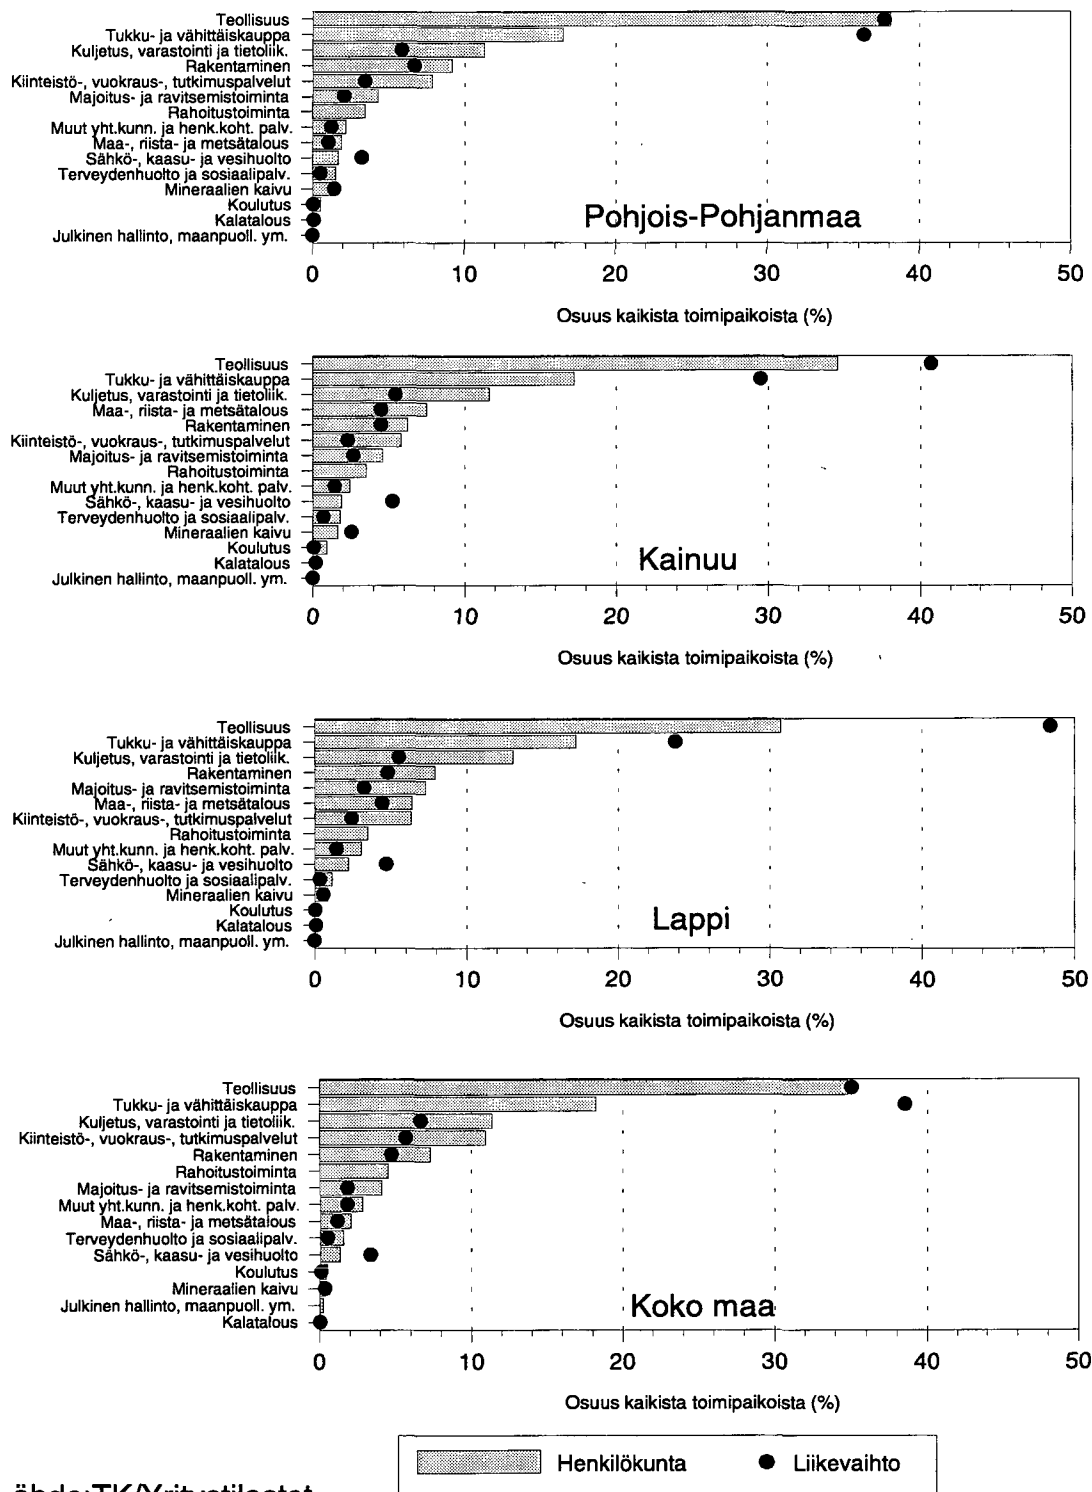 Teollisuus
Tukku- ja vähittäiskauppa
Kuljetus, varastointi ja tietoliik.
Rakentaminen
Kiinteistö-, vuokraus-, tutkimuspalvelut
Majoitus- ja ravitsemistoiminta
Rahoitustoiminta
Muut yht.kunn. ja henk.koht. palv.
Maa-, riista- ja metsätalous
Sähkö-, kaasu- ja vesihuolto
Terveydenhuolto ja sosiaalipalv.
Mineraalien kaivu
Koulutus
Kalatalous
Julkinen hallinto, maanpuoll. ym.
Pohjois-Pohjanmaa
0 10 20 30 40 50
Osuus kaikista toimipaikoista (%)
Teollisuus
Tukku- ja vähittäiskauppa
Kuljetus, varastointi ja tietoliik.
Maa-, riista- ja metsätalous
Rakentaminen
Kiinteistö-, vuokraus-, tutkimuspalvelut
Majoitus- ja ravitsemistoiminta
Rahoitustoiminta
Muut yht.kunn. ja henk.koht. palv.
Sähkö-, kaasu- ja vesihuolto
Terveydenhuolto ja sosiaalipalv.
Mineraalien kaivu
Koulutus
Kalatalous
Julkinen hallinto, maanpuoll. ym.
Kainuu
0 10 20 30 40 50
Osuus kaikista toimipaikoista (%)
Teollisuus
Tukku- ja vähittäiskauppa
Kuljetus, varastointi ja tietoliik.
Rakentaminen
Majoitus- ja ravitsemistoiminta
Maa-, riista- ja metsätalous
Kiinteistö-, vuokraus-, tutkimuspalvelut
Rahoitustoiminta
Muut yht.kunn. ja henk.koht. palv.
Sähkö-, kaasu- ja vesihuolto
Terveydenhuolto ja sosiaalipalv.
Mineraalien kaivu
Koulutus
Kalatalous
Julkinen hallinto, maanpuoll. ym.
Lappi
0 10 20 30 40 50
Osuus kaikista toimipaikoista (%)
Teollisuus
Tukku- ja vähittäiskauppa
Kuljetus, varastointi ja tietoliik.
Kiinteistö-, vuokraus-, tutkimuspalvelut
Rakentaminen
Rahoitustoiminta
Majoitus- ja ravitsemistoiminta
Muut yht.kunn. ja henk.koht. palv.
Maa-, riista- ja metsätalous
Terveydenhuolto ja sosiaalipalv.
Sähkö-, kaasu- ja vesihuolto
Koulutus
Mineraalien kaivu
Julkinen hallinto, maanpuoll. ym.
Kalatalous
Koko maa
0 10 20 30 40 50
Osuus kaikista toimipaikoista (%)
Henkilökunta Liikevaihto